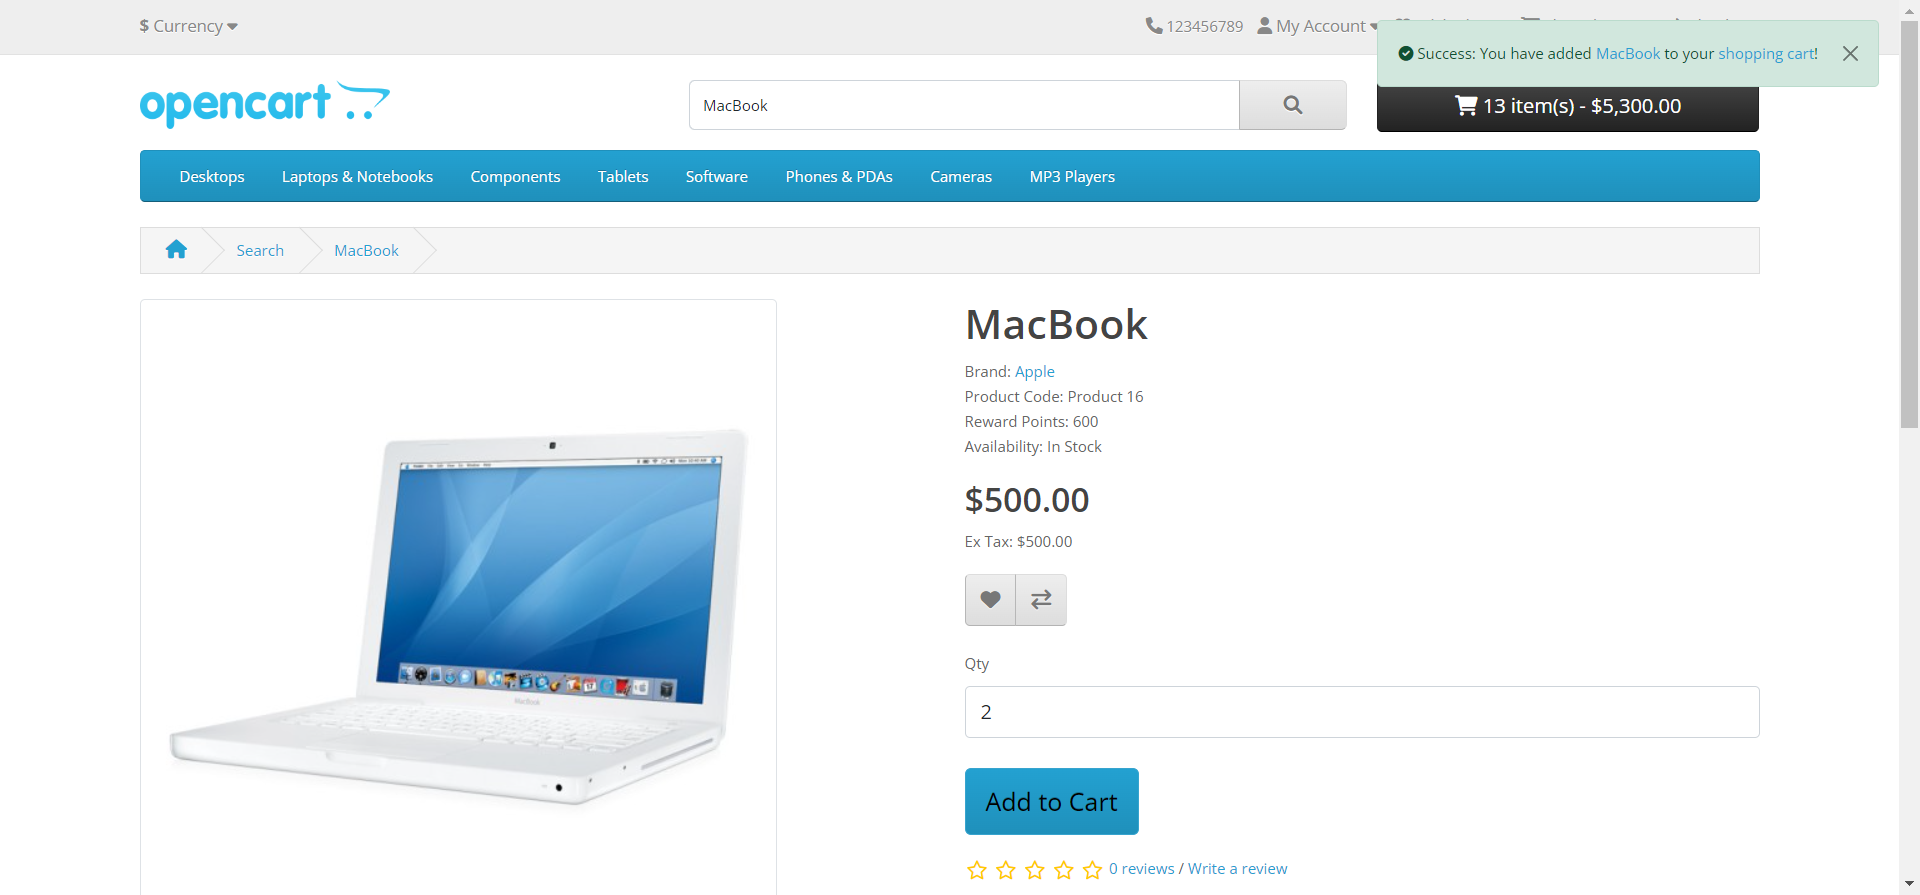 $ Currency
123456789 My Account
Success: You have added MacBook to your shopping cart!
opencart
MacBook
13 item(s) - $5,300.00
Desktops Laptops & Notebooks Components Tablets Software Phones & PDAs Cameras MP3 Players
Search MacBook
MacBook
Brand: Apple
Product Code: Product 16
Reward Points: 600
Availability: In Stock
$500.00
Ex Tax: $500.00
Qty
2
Add to Cart
0 reviews / Write a review
MacBook